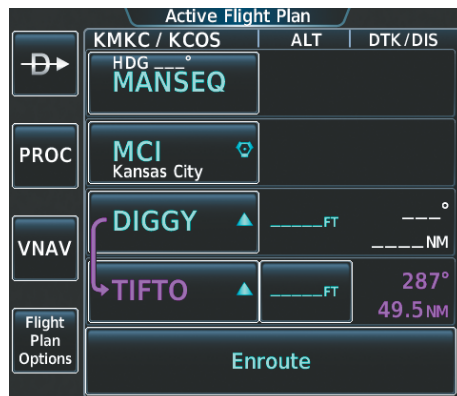 Active Flight Plan
KMKC / KCOS ALT DTK/DIS
D
HDG ___°
MANSEQ
PROC
MCI
Kansas City
VNAV
DIGGY _____FT ___°
____NM
TIFTO _____FT 287°
49.5NM
Flight
Plan
Options
Enroute